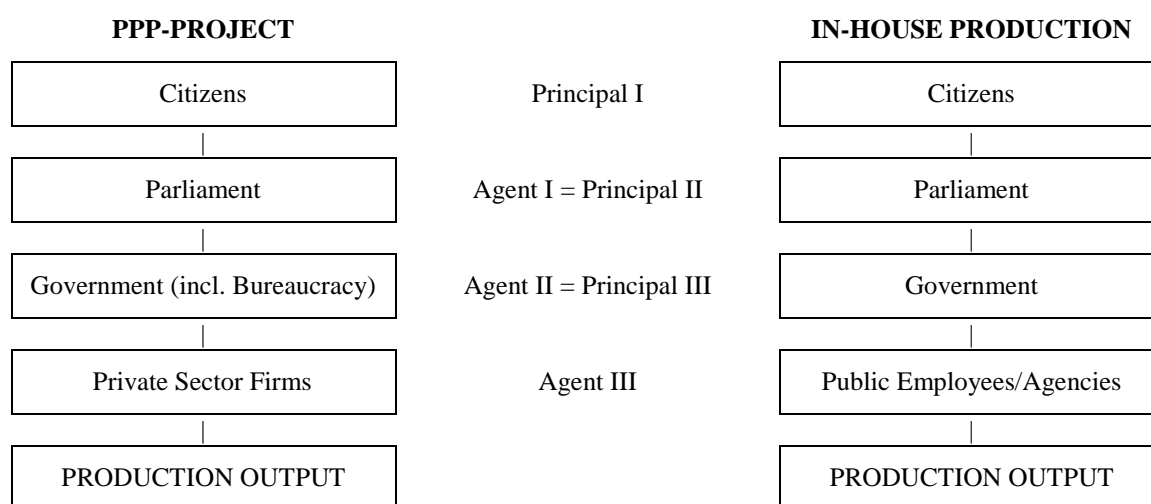 PPP-PROJECT IN-HOUSE PRODUCTION
Citizens Principal I Citizens
Parliament Agent I = Principal II Parliament
Government (incl. Bureaucracy) Agent II = Principal III Government
Private Sector Firms Agent III Public Employees/Agencies
PRODUCTION OUTPUT PRODUCTION OUTPUT